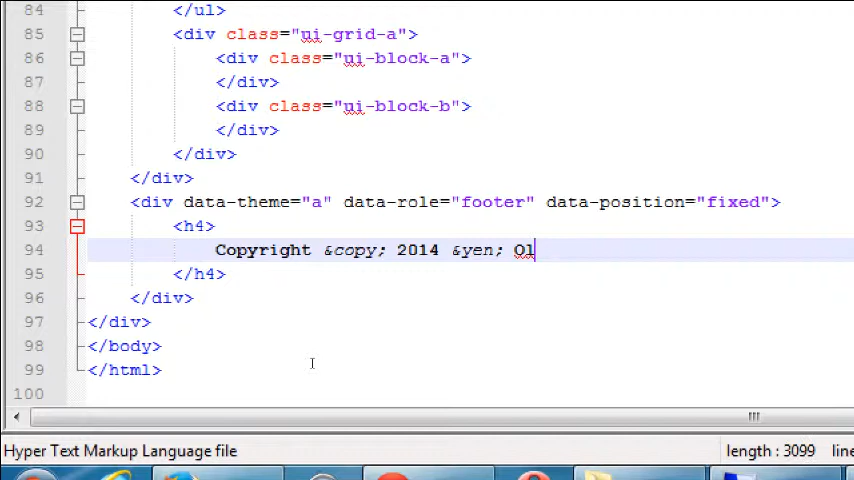 84 </ul>
85 <div class="ui-grid-a">
86 <div class="ui-block-a">
87 </div>
88 <div class="ui-block-b">
89 </div>
90 </div>
91 </div>
92 <div data-theme="a" data-role="footer" data-position="fixed">
93 <h4>
94 Copyright &copy; 2014 &yen; Ol
95 </h4>
96 </div>
97 </div>
98 </body>
99 </html>
100
Hyper Text Markup Language file length : 3099 line